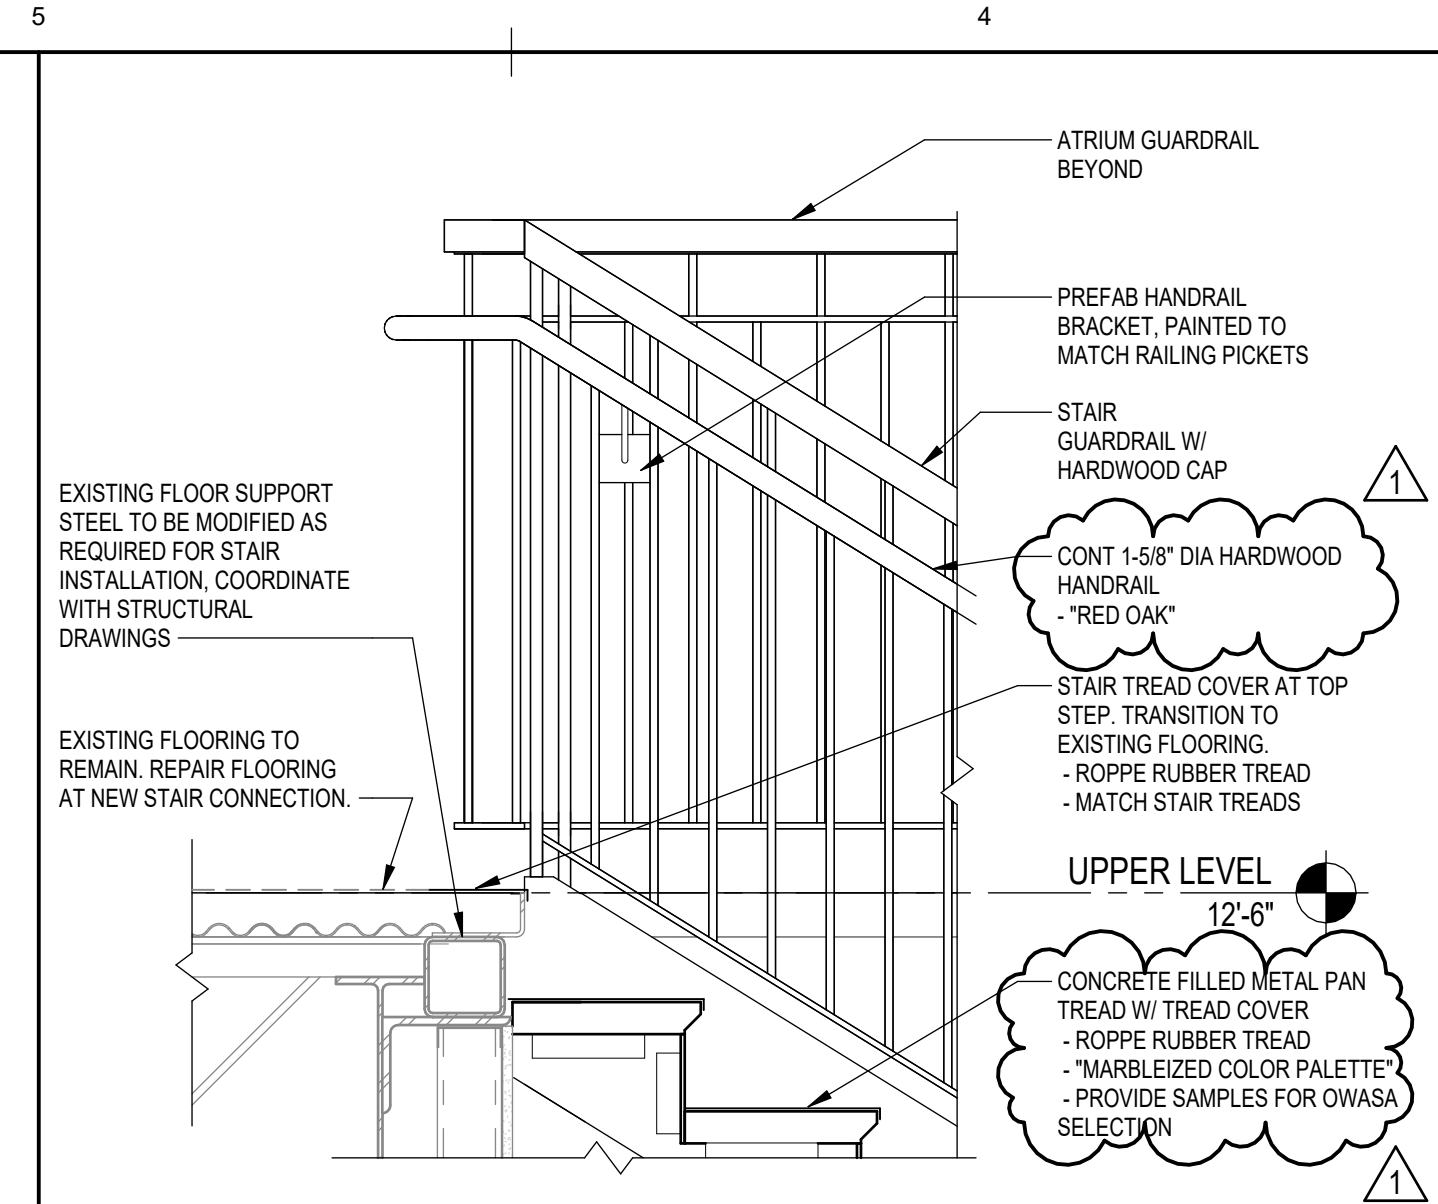 5
4
ATRIUM GUARDRAIL
BEYOND
PREFAB HANDRAIL
BRACKET, PAINTED TO
MATCH RAILING PICKETS
STAIR
GUARDRAIL W/
HARDWOOD CAP
1
CONT 1-5/8" DIA HARDWOOD
HANDRAIL
- "RED OAK"
EXISTING FLOOR SUPPORT
STEEL TO BE MODIFIED AS
REQUIRED FOR STAIR
INSTALLATION, COORDINATE
WITH STRUCTURAL
DRAWINGS
STAIR TREAD COVER AT TOP
STEP. TRANSITION TO
EXISTING FLOORING.
- ROPPE RUBBER TREAD
- MATCH STAIR TREADS
EXISTING FLOORING TO
REMAIN. REPAIR FLOORING
AT NEW STAIR CONNECTION.
UPPER LEVEL
12'-6"
CONCRETE FILLED METAL PAN
TREAD W/ TREAD COVER
- ROPPE RUBBER TREAD
- "MARBLEIZED COLOR PALETTE"
- PROVIDE SAMPLES FOR OWASA
SELECTION
1